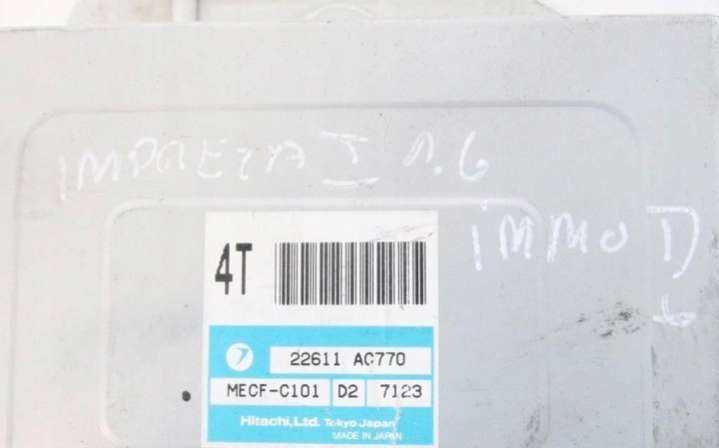 IMPREZA I 1.6
IMMO D
4T
22611 AC770
MECF-C101 D2 7123
Hitachi,Ltd. Tokyo Japan
MADE IN JAPAN